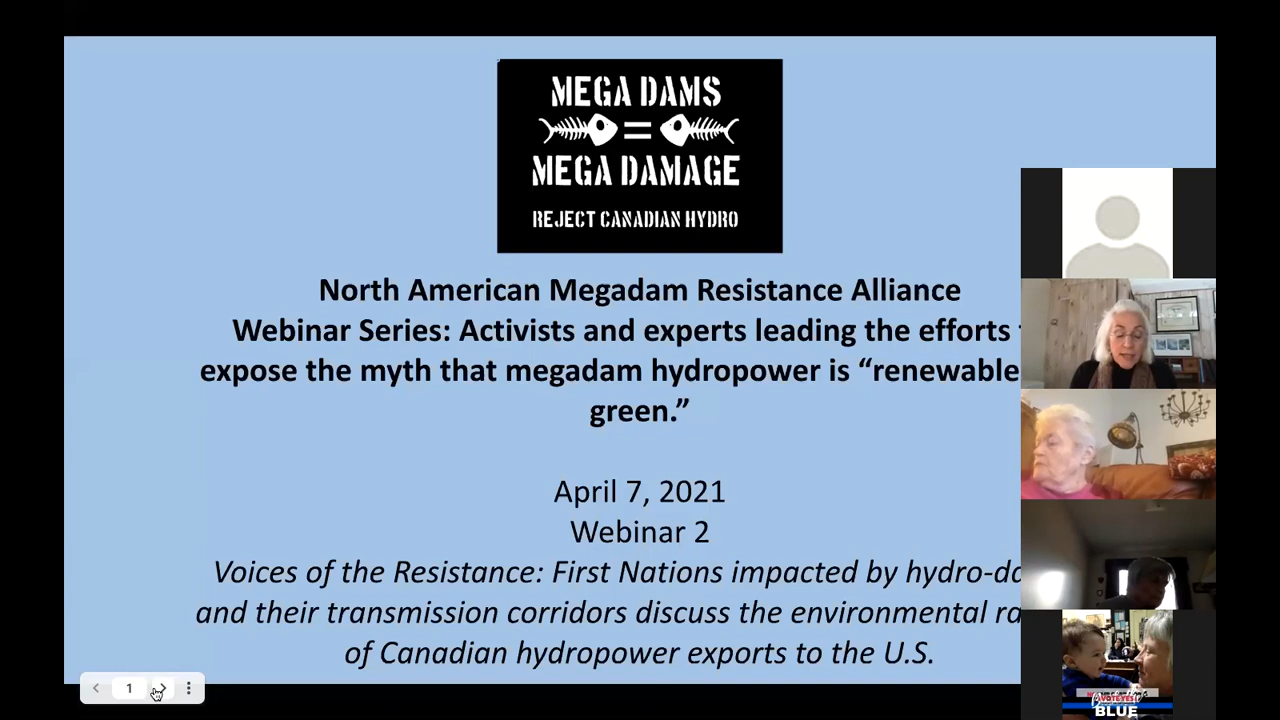 MEGA DAMS
=
MEGA DAMAGE
REJECT CANADIAN HYDRO
North American Megadam Resistance Alliance
Webinar Series: Activists and experts leading the efforts
expose the myth that megadam hydropower is “renewable
green.”
April 7, 2021
Webinar 2
Voices of the Resistance: First Nations impacted by hydro-da
and their transmission corridors discuss the environmental ra
of Canadian hydropower exports to the U.S.
1
VOTE YES!
BLUE